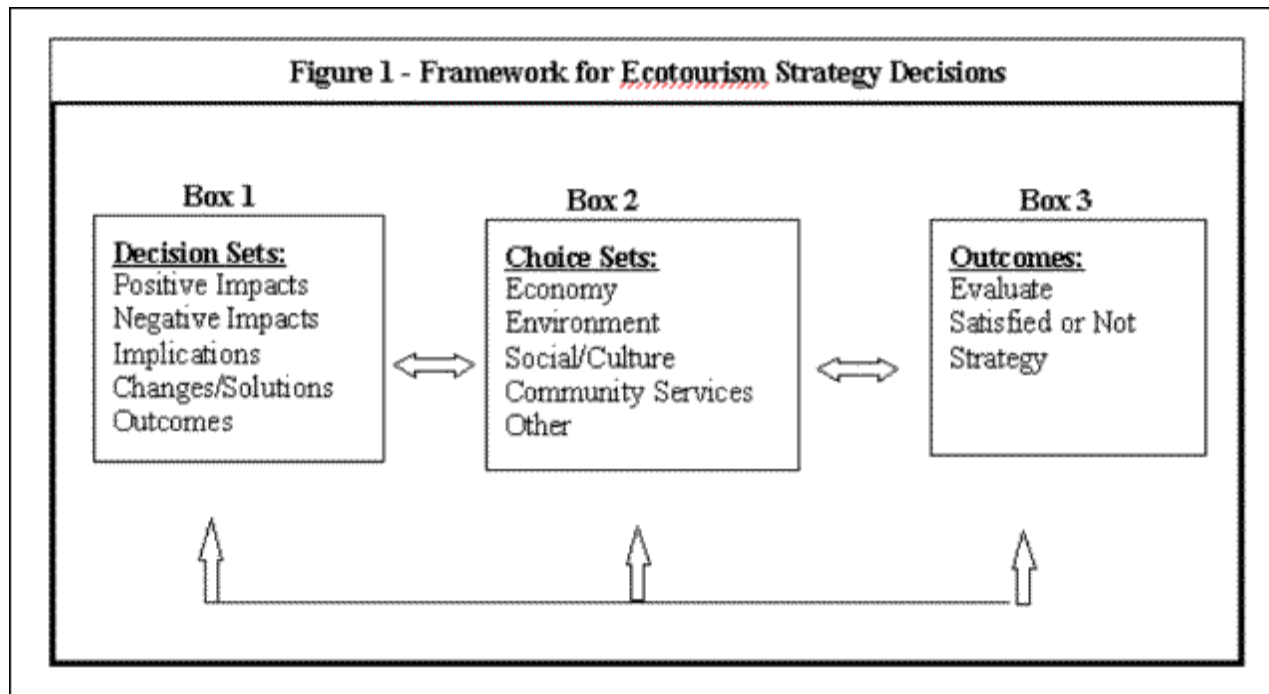 Figure 1 - Framework for Ecotourism Strategy Decisions
Box 1
Decision Sets:
Positive Impacts
Negative Impacts
Implications
Changes/Solutions
Outcomes
Box 2
Choice Sets:
Economy
Environment
Social/Culture
Community Services
Other
Box 3
Outcomes:
Evaluate
Satisfied or Not
Strategy